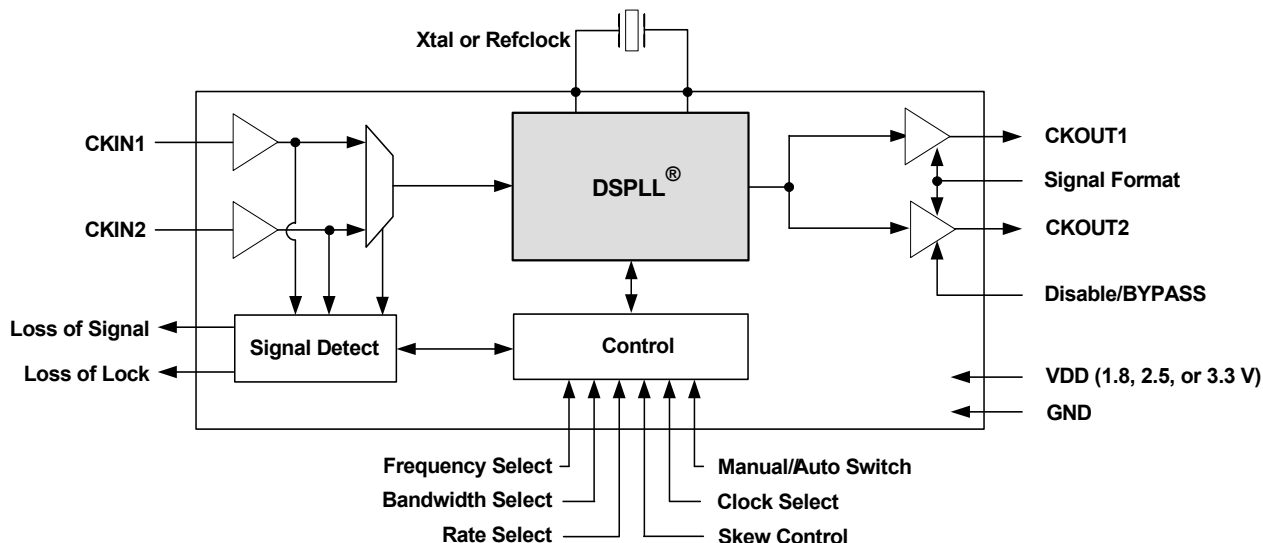 Xtal or Refclock
CKIN1
CKIN2
DSPLL®
CKOUT1
Signal Format
CKOUT2
Disable/BYPASS
Loss of Signal
Loss of Lock
Signal Detect
Control
VDD (1.8, 2.5, or 3.3 V)
GND
Frequency Select
Bandwidth Select
Rate Select
Manual/Auto Switch
Clock Select
Skew Control